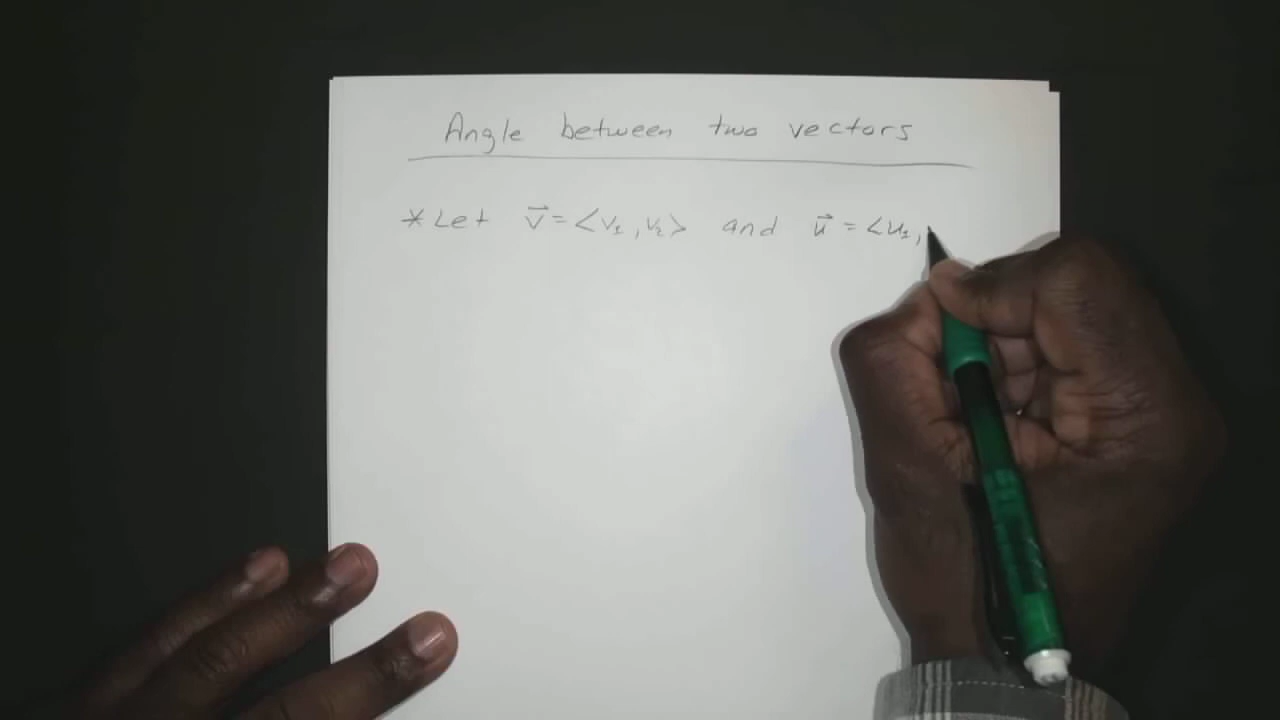 Angle between two vectors
*Let v⃗ = <v₁, v₂> and u⃗ = <u₁,